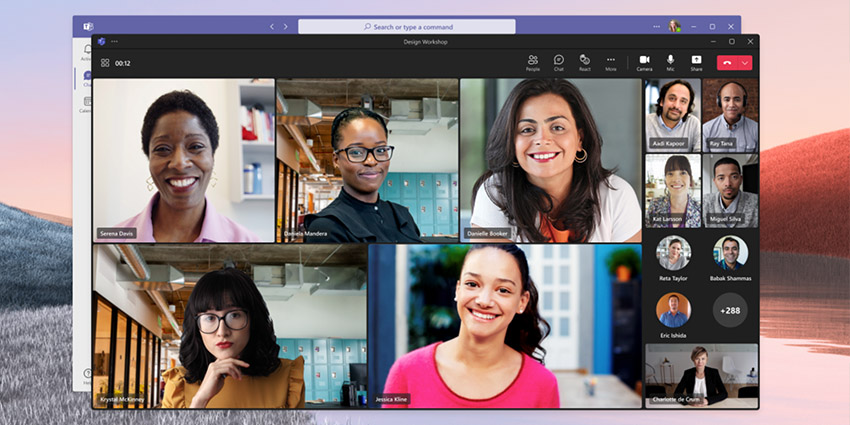 Search or type a command
Design Workshop
00:12
People
Chat
React
More
Camera
Mic
Share
Serena Davis
Daniela Mandera
Danielle Booker
Aadi Kapoor
Ray Tana
Kat Larsson
Miguel Silva
Reta Taylor
Babak Shammas
Eric Ishida
+288
Krystal McKinney
Jessica Kline
Charlotte de Crum